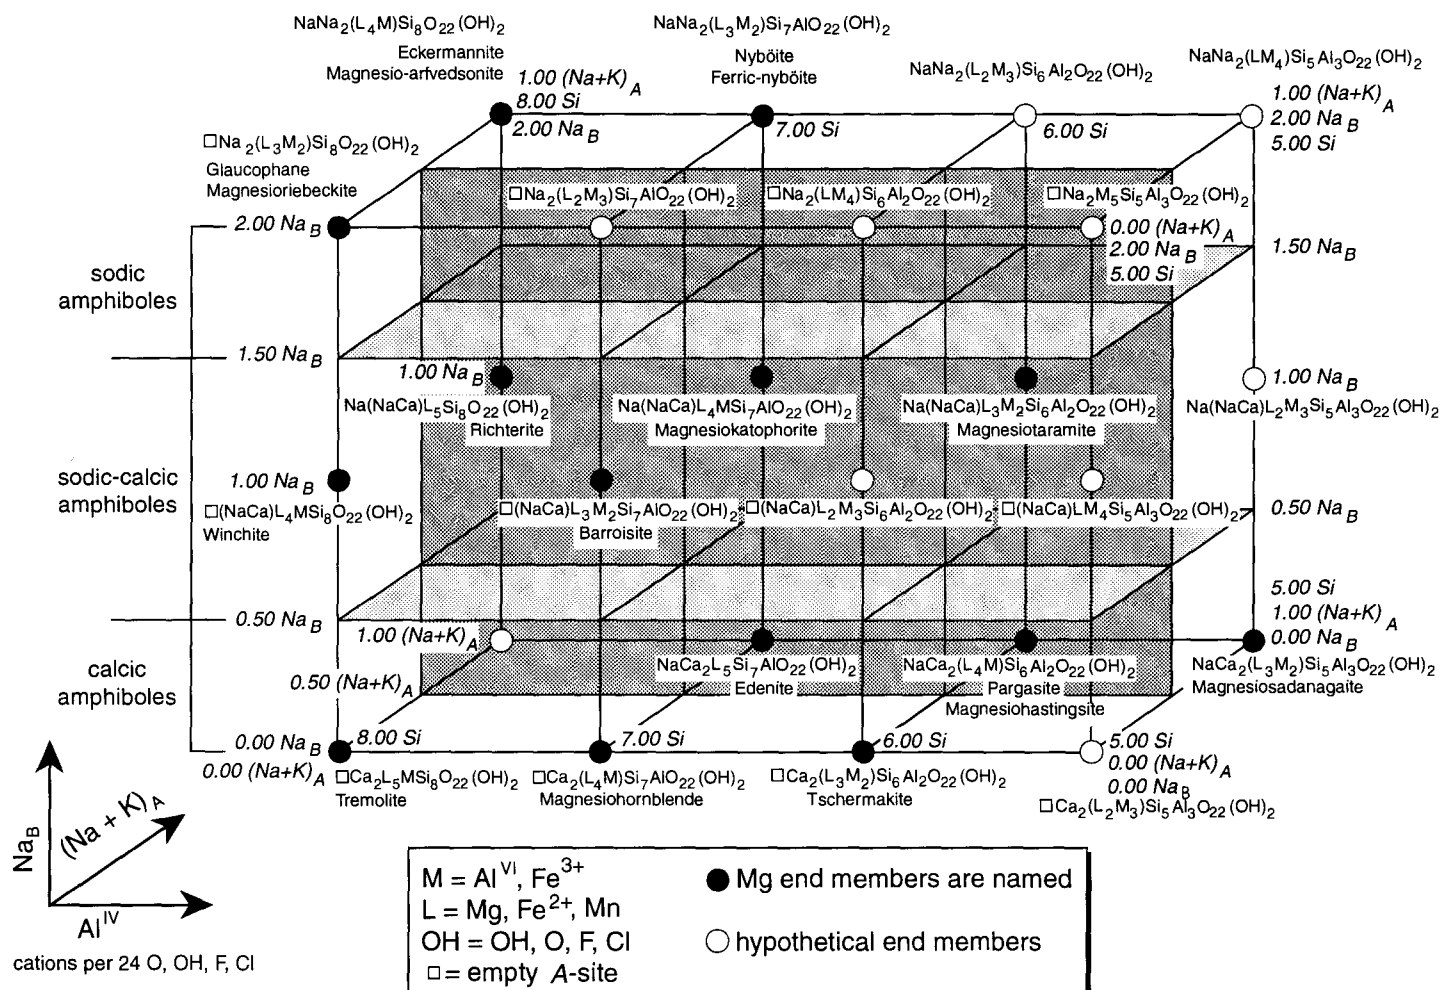 NaNa2(L4M)Si8O22(OH)2
Eckermannite
Magnesio-arfvedsonite
NaNa2(L3M2)Si7AlO22(OH)2
Nyböite
Ferric-nyböite
NaNa2(L2M3)Si6Al2O22(OH)2
NaNa2(LM4)Si5Al3O22(OH)2
1.00 (Na+K)A
8.00 Si
2.00 NaB
7.00 Si
6.00 Si
1.00 (Na+K)A
2.00 NaB
5.00 Si
□Na2(L3M2)Si8O22(OH)2
Glaucophane
Magnesioriebeckite
□Na2(L2M3)Si7AlO22(OH)2
□Na2(LM4)Si6Al2O22(OH)2
□Na2M5Si5Al3O22(OH)2
2.00 NaB
0.00 (Na+K)A
2.00 NaB
5.00 Si
1.50 NaB
sodic
amphiboles
1.50 NaB
1.00 NaB
1.00 NaB
Na(NaCa)L5Si8O22(OH)2
Richterite
Na(NaCa)L4MSi7AlO22(OH)2
Magnesiokatophorite
Na(NaCa)L3M2Si6Al2O22(OH)2
Magnesiotaramite
Na(NaCa)L2M3Si5Al3O22(OH)2
sodic-calcic
amphiboles
1.00 NaB
□(NaCa)L4MSi8O22(OH)2
Winchite
□(NaCa)L3M2Si7AlO22(OH)2
Barroisite
□(NaCa)L2M3Si6Al2O22(OH)2
□(NaCa)LM4Si5Al3O22(OH)2
0.50 NaB
0.50 NaB
5.00 Si
1.00 (Na+K)A
0.00 NaB
1.00 (Na+K)A
calcic
amphiboles
0.50 (Na+K)A
NaCa2L5Si7AlO22(OH)2
Edenite
NaCa2(L4M)Si6Al2O22(OH)2
Pargasite
Magnesiohastingsite
NaCa2(L3M2)Si5Al3O22(OH)2
Magnesiosadanagaite
0.00 NaB
0.00 (Na+K)A
8.00 Si
7.00 Si
6.00 Si
5.00 Si
0.00 (Na+K)A
0.00 NaB
□Ca2L5MSi8O22(OH)2
Tremolite
□Ca2(L4M)Si7AlO22(OH)2
Magnesiohornblende
□Ca2(L3M2)Si6Al2O22(OH)2
Tschermakite
□Ca2(L2M3)Si5Al3O22(OH)2
NaB
(Na + K)A
AlIV
cations per 24 O, OH, F, Cl
M = AlVI, Fe3+
L = Mg, Fe2+, Mn
OH = OH, O, F, Cl
□ = empty A-site
Mg end members are named
hypothetical end members